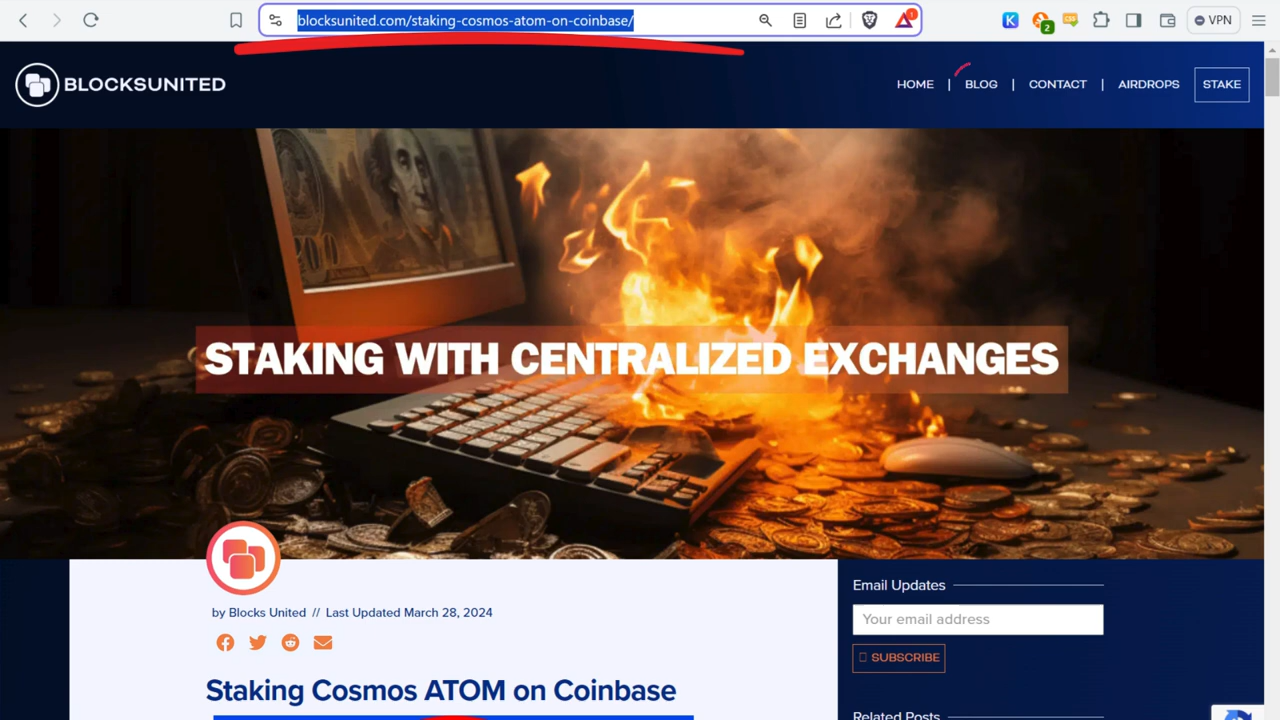 blocksunited.com/staking-cosmos-atom-on-coinbase/
1
2
VPN
BLOCKSUNITED
HOME | BLOG | CONTACT | AIRDROPS
STAKE
STAKING WITH CENTRALIZED EXCHANGES
by Blocks United // Last Updated March 28, 2024
Email Updates
Your email address
SUBSCRIBE
Staking Cosmos ATOM on Coinbase
Related Posts